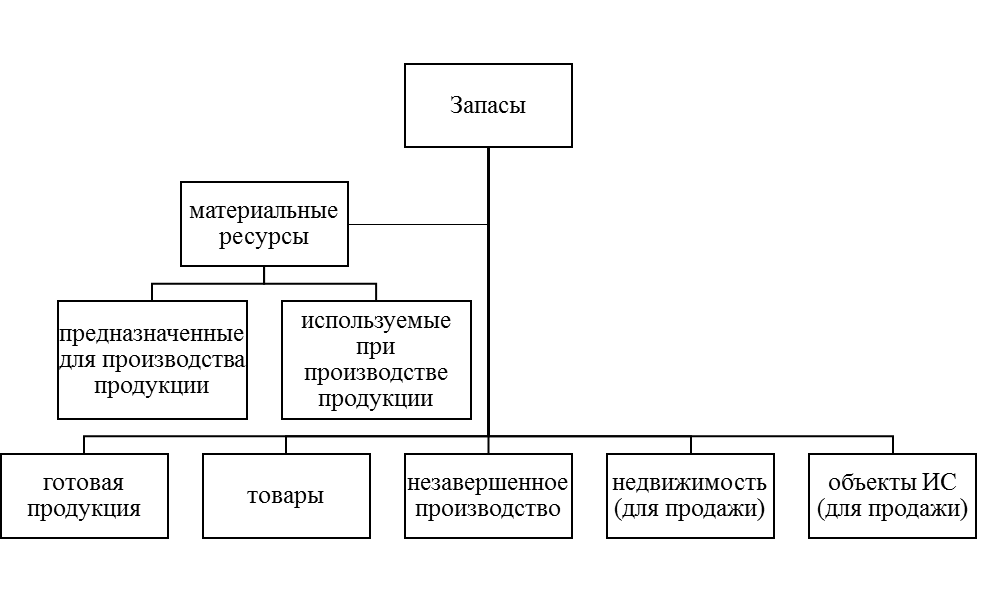 Запасы
материальные
ресурсы
предназначенные
для производства
продукции
используемые
при
производстве
продукции
готовая
продукция
товары
незавершенное
производство
недвижимость
(для продажи)
объекты ИС
(для продажи)